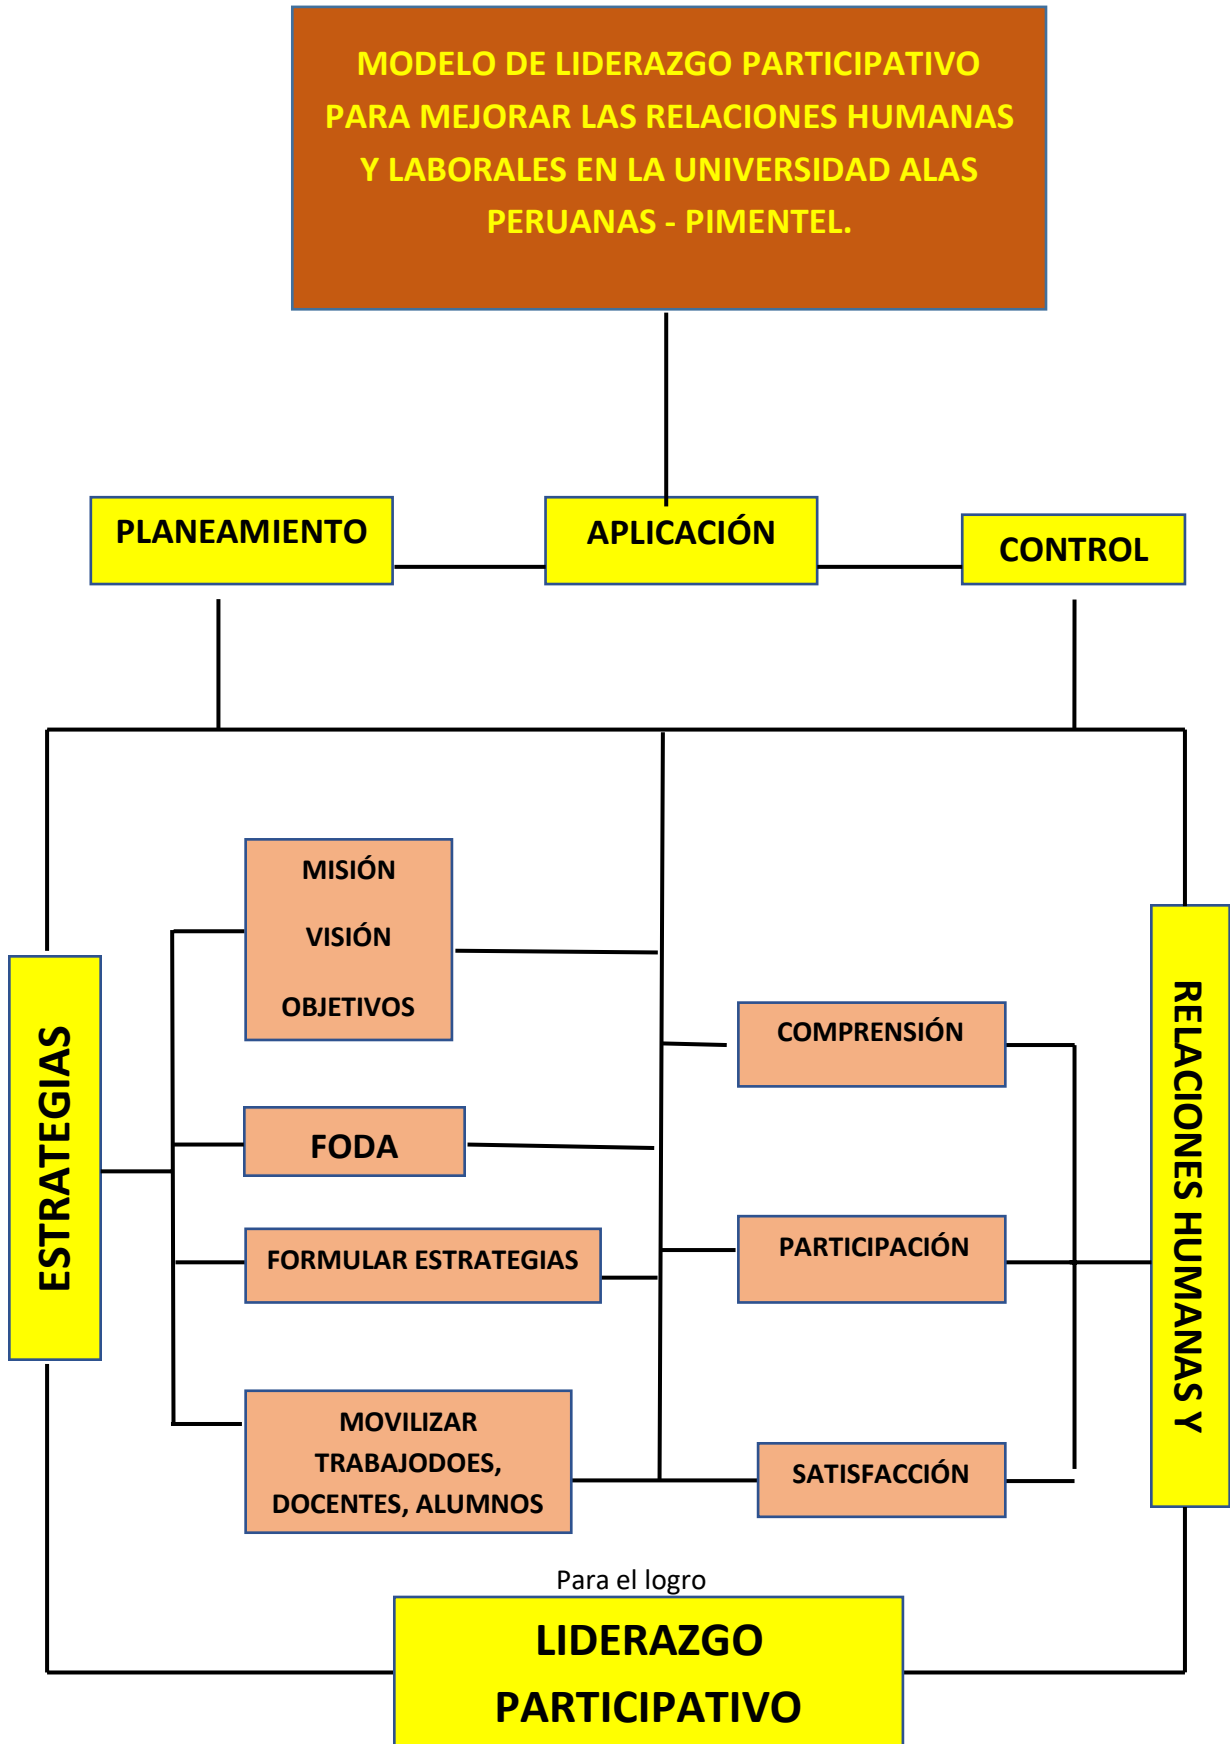 MODELO DE LIDERAZGO PARTICIPATIVO
PARA MEJORAR LAS RELACIONES HUMANAS
Y LABORALES EN LA UNIVERSIDAD ALAS
PERUANAS - PIMENTEL.
PLANEAMIENTO
APLICACIÓN
CONTROL
ESTRATEGIAS
MISIÓN
VISIÓN
OBJETIVOS
FODA
FORMULAR ESTRATEGIAS
MOVILIZAR
TRABAJODOES,
DOCENTES, ALUMNOS
COMPRENSIÓN
PARTICIPACIÓN
SATISFACCIÓN
RELACIONES HUMANAS Y
Para el logro
LIDERAZGO
PARTICIPATIVO